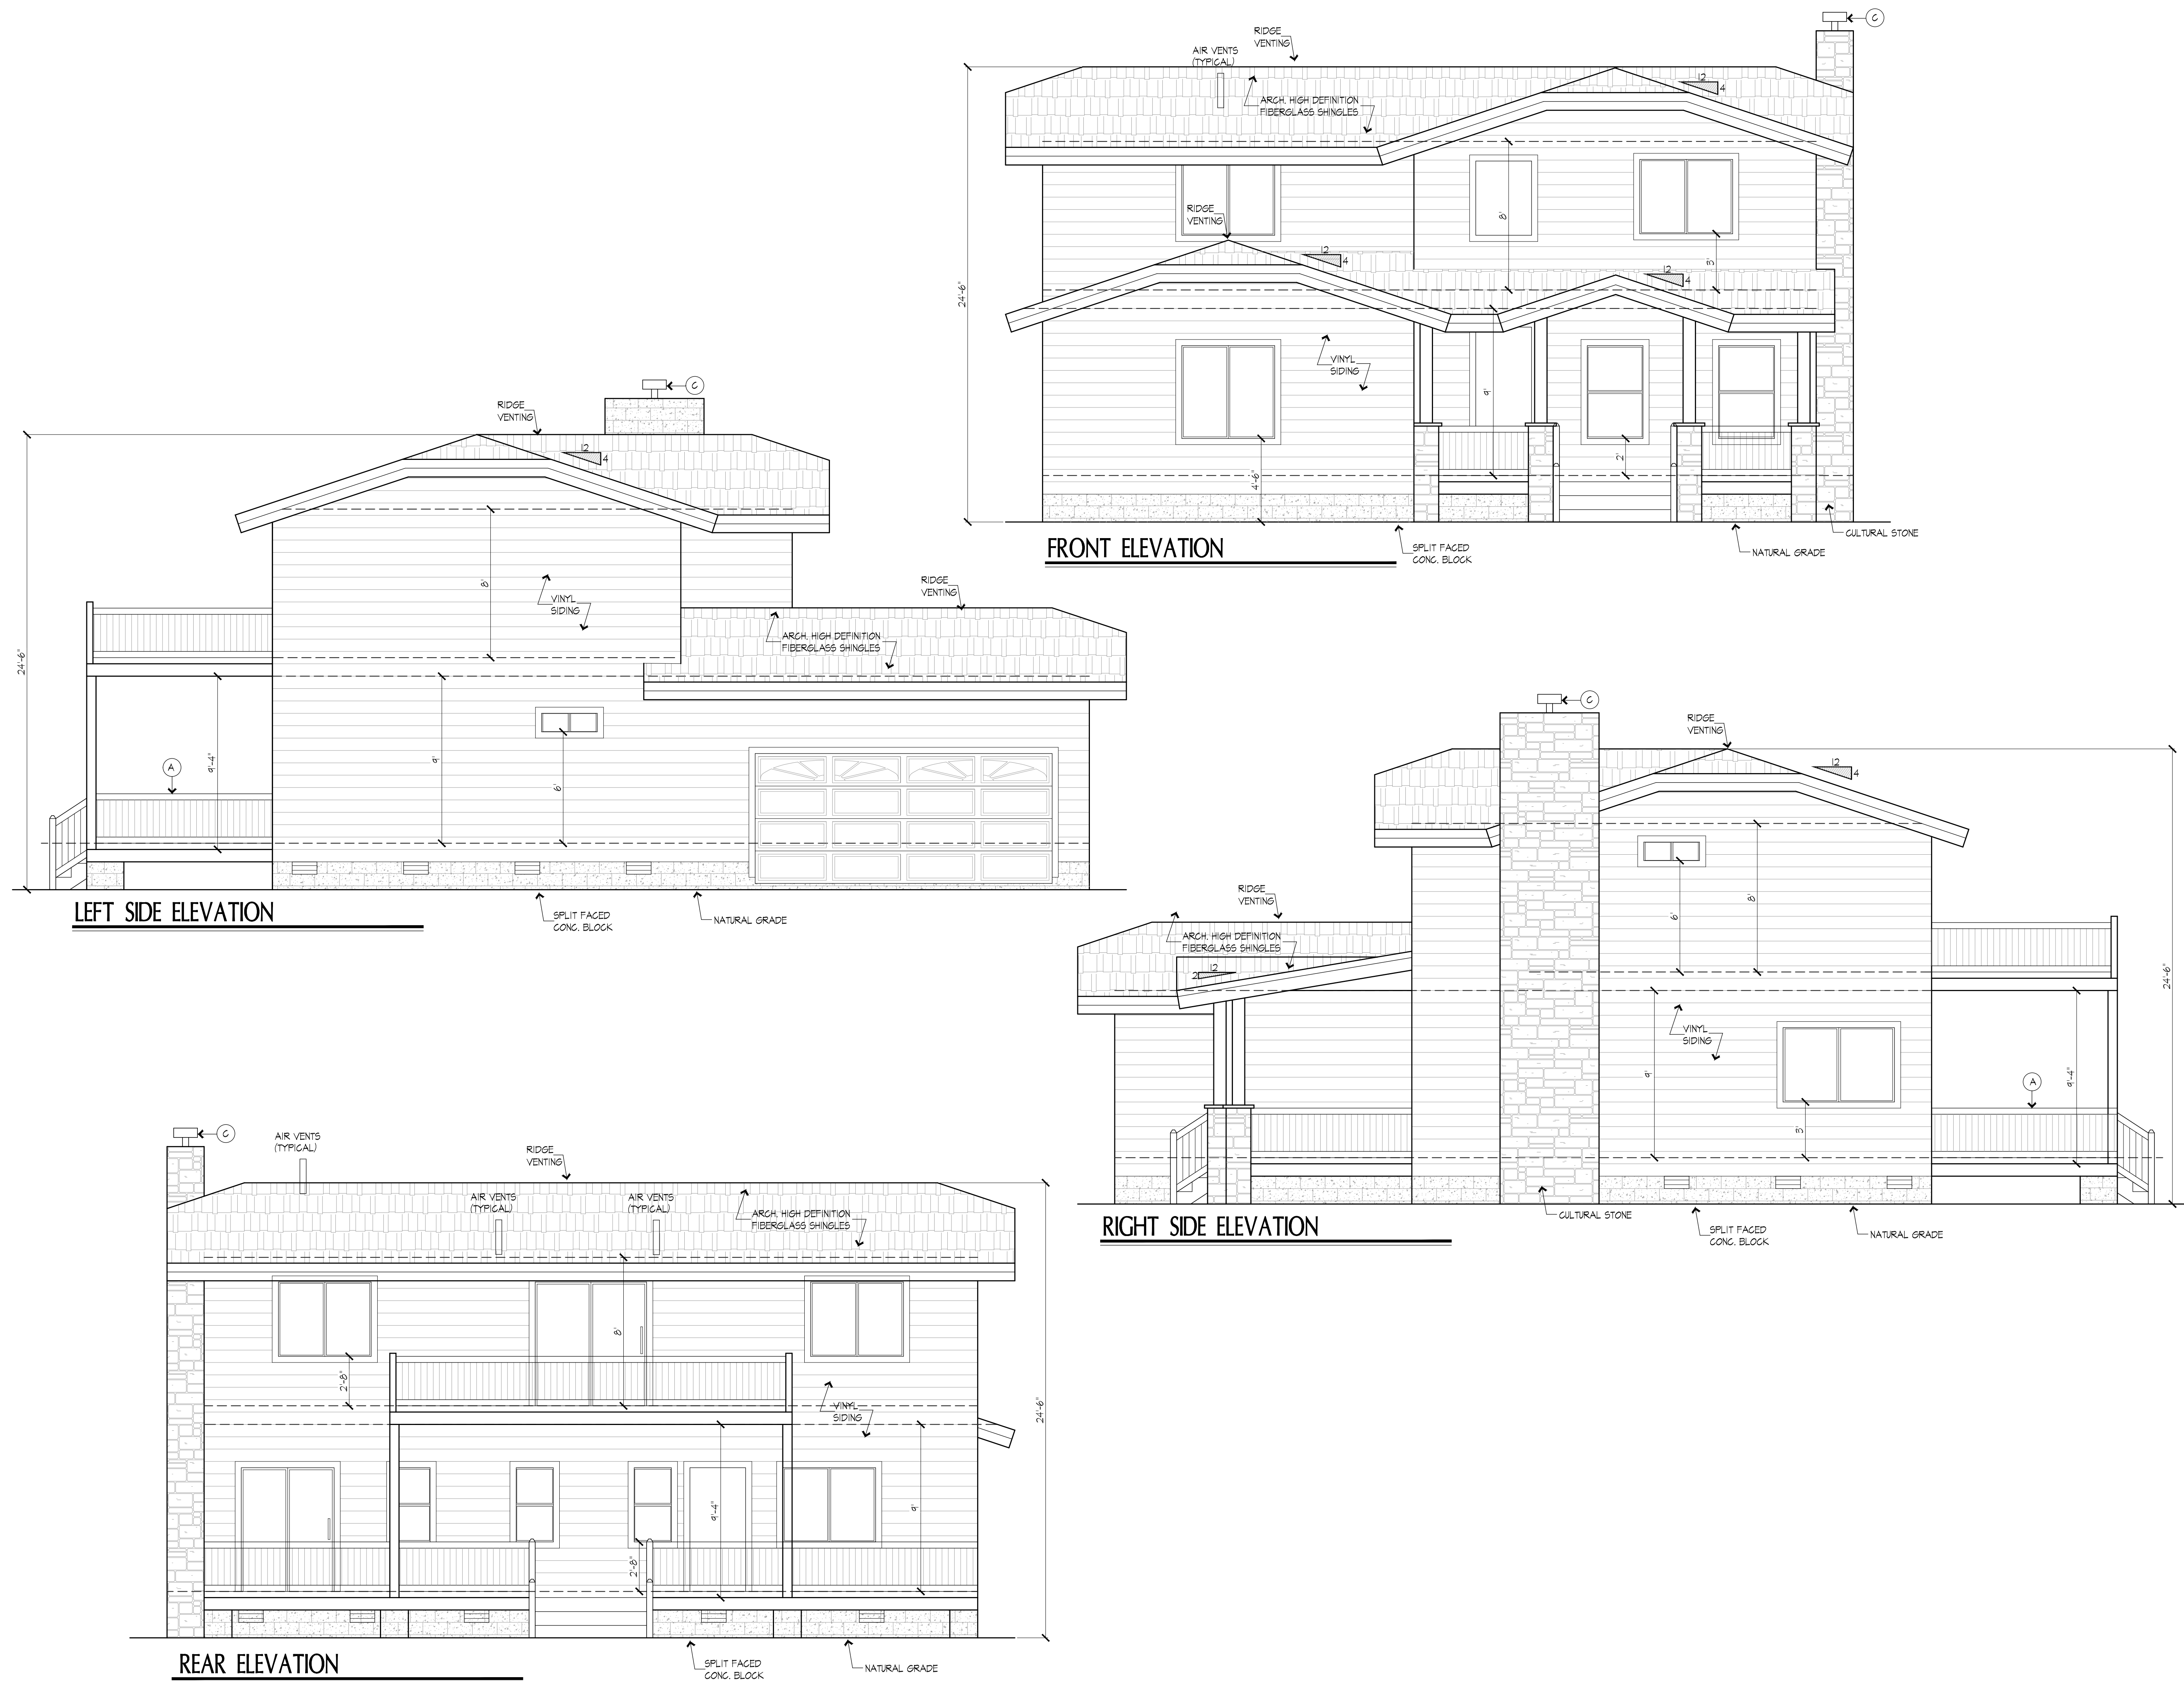 C
RIDGE
VENTING
AIR VENTS
(TYPICAL)
12
4
ARCH. HIGH DEFINITION
FIBERGLASS SHINGLES
8'
RIDGE
VENTING
12
4
3'
12
4
24'-6"
VINYL
SIDING
9'
2'
4'-6"
CULTURAL STONE
FRONT ELEVATION
SPLIT FACED
CONC. BLOCK
NATURAL GRADE
C
RIDGE
VENTING
12
4
8'
VINYL
SIDING
RIDGE
VENTING
ARCH. HIGH DEFINITION
FIBERGLASS SHINGLES
24'-6"
A
9'-4"
9'
6'
LEFT SIDE ELEVATION
SPLIT FACED
CONC. BLOCK
NATURAL GRADE
C
RIDGE
VENTING
12
4
RIDGE
VENTING
ARCH. HIGH DEFINITION
FIBERGLASS SHINGLES
12
2
6'
8'
24'-6"
VINYL
SIDING
9'
3'
A
9'-4"
CULTURAL STONE
RIGHT SIDE ELEVATION
SPLIT FACED
CONC. BLOCK
NATURAL GRADE
C
AIR VENTS
(TYPICAL)
RIDGE
VENTING
AIR VENTS
(TYPICAL)
AIR VENTS
(TYPICAL)
ARCH. HIGH DEFINITION
FIBERGLASS SHINGLES
8'
2'-8"
VINYL
SIDING
24'-6"
9'-4"
9'
2'-8"
REAR ELEVATION
SPLIT FACED
CONC. BLOCK
NATURAL GRADE